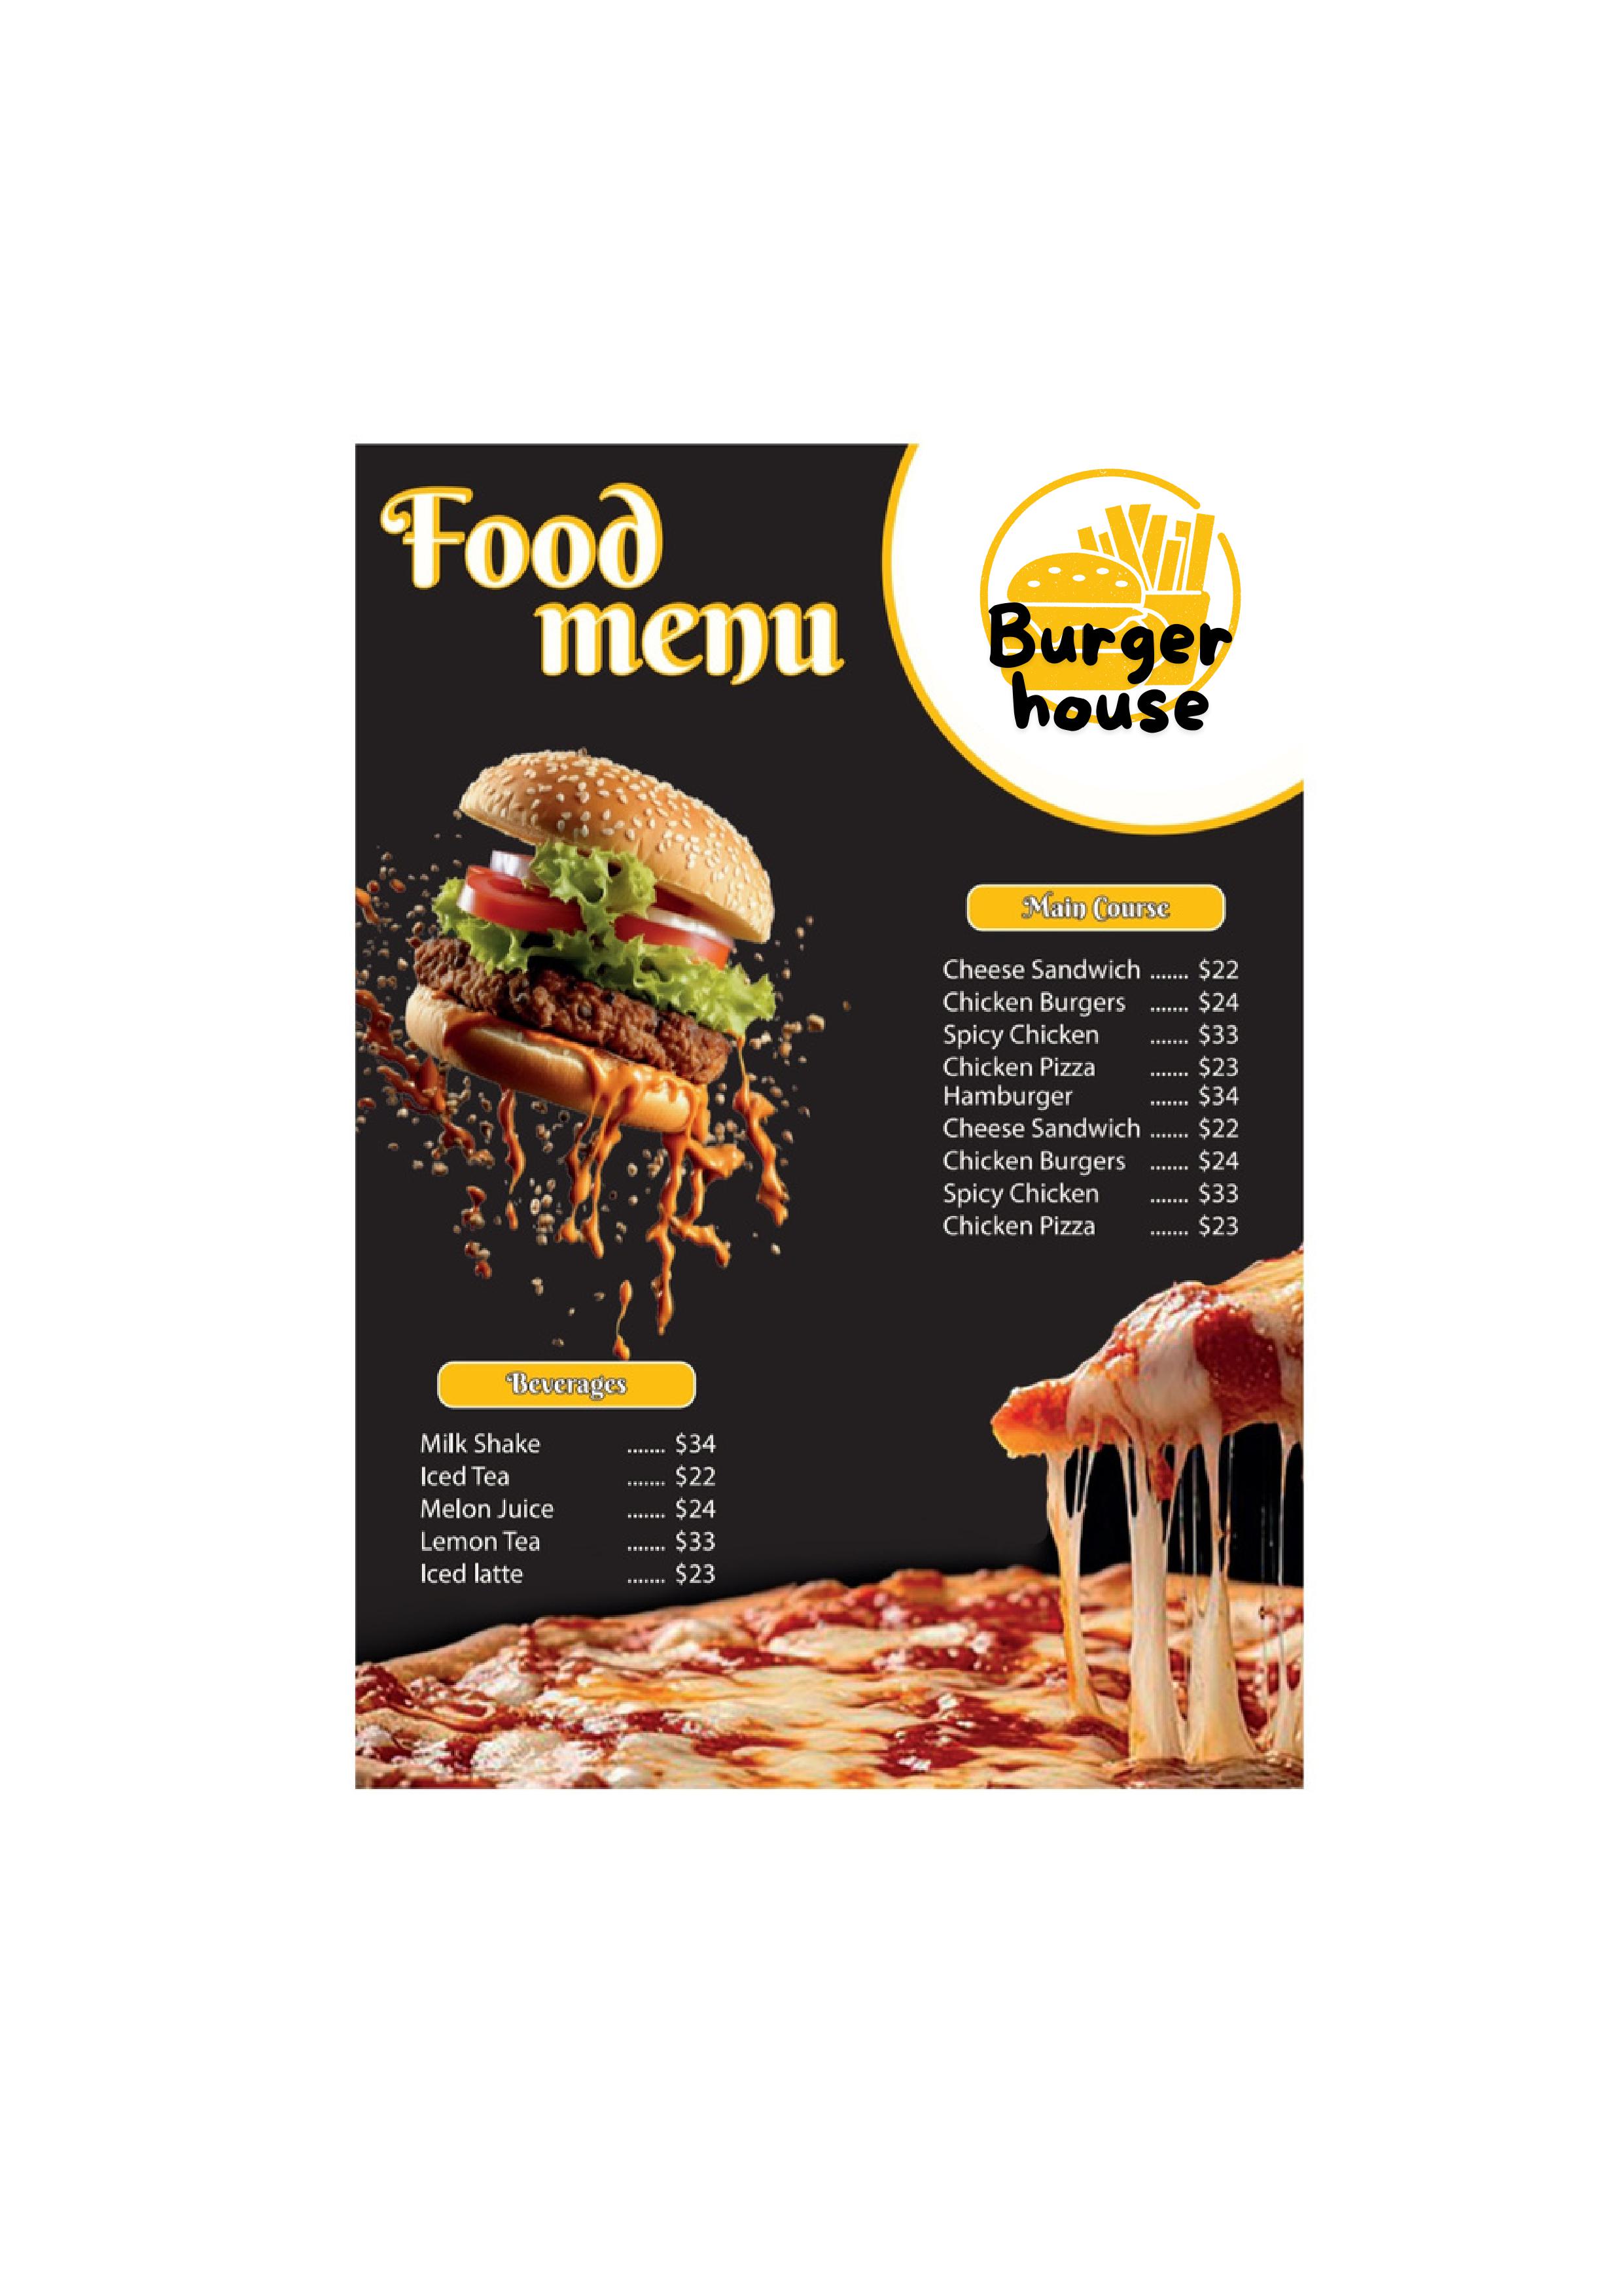 Food
menu
Burger
house
Main Course
Cheese Sandwich ....... $22
Chicken Burgers ....... $24
Spicy Chicken ....... $33
Chicken Pizza ....... $23
Hamburger ....... $34
Cheese Sandwich ....... $22
Chicken Burgers ....... $24
Spicy Chicken ....... $33
Chicken Pizza ....... $23
Beverages
Milk Shake ....... $34
Iced Tea ....... $22
Melon Juice ....... $24
Lemon Tea ....... $33
Iced latte ....... $23